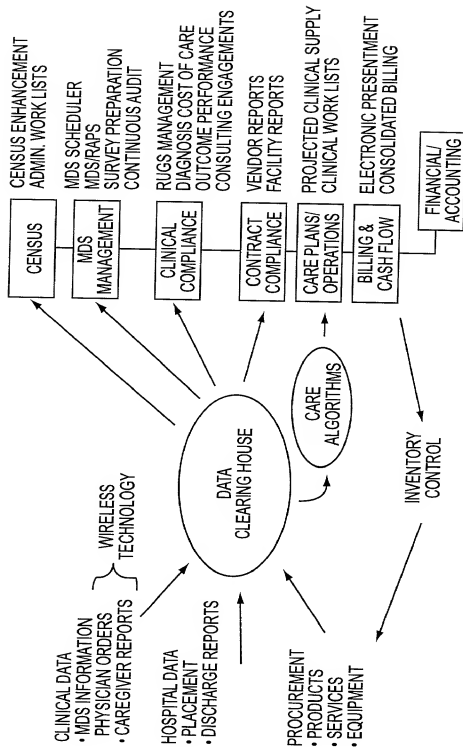 CLINICAL DATA
• MDS INFORMATION
PHYSICIAN ORDERS
• CAREGIVER REPORTS
WIRELESS
TECHNOLOGY
HOSPITAL DATA
• PLACEMENT
• DISCHARGE REPORTS
PROCUREMENT
• PRODUCTS
• SERVICES
• EQUIPMENT
DATA
CLEARING HOUSE
CARE
ALGORITHMS
INVENTORY
CONTROL
CENSUS
CENSUS ENHANCEMENT
ADMIN. WORK LISTS
MDS
MANAGEMENT
MDS SCHEDULER
MDS/RAPS
SURVEY PREPARATION
CONTINUOUS AUDIT
CLINICAL
COMPLIANCE
RUGS MANAGEMENT
DIAGNOSIS COST OF CARE
OUTCOME PERFORMANCE
CONSULTING ENGAGEMENTS
CONTRACT
COMPLIANCE
VENDOR REPORTS
FACILITY REPORTS
CARE PLANS/
OPERATIONS
PROJECTED CLINICAL SUPPLY
CLINICAL WORK LISTS
BILLING &
CASH FLOW
ELECTRONIC PRESENTMENT
CONSOLIDATED BILLING
FINANCIAL/
ACCOUNTING